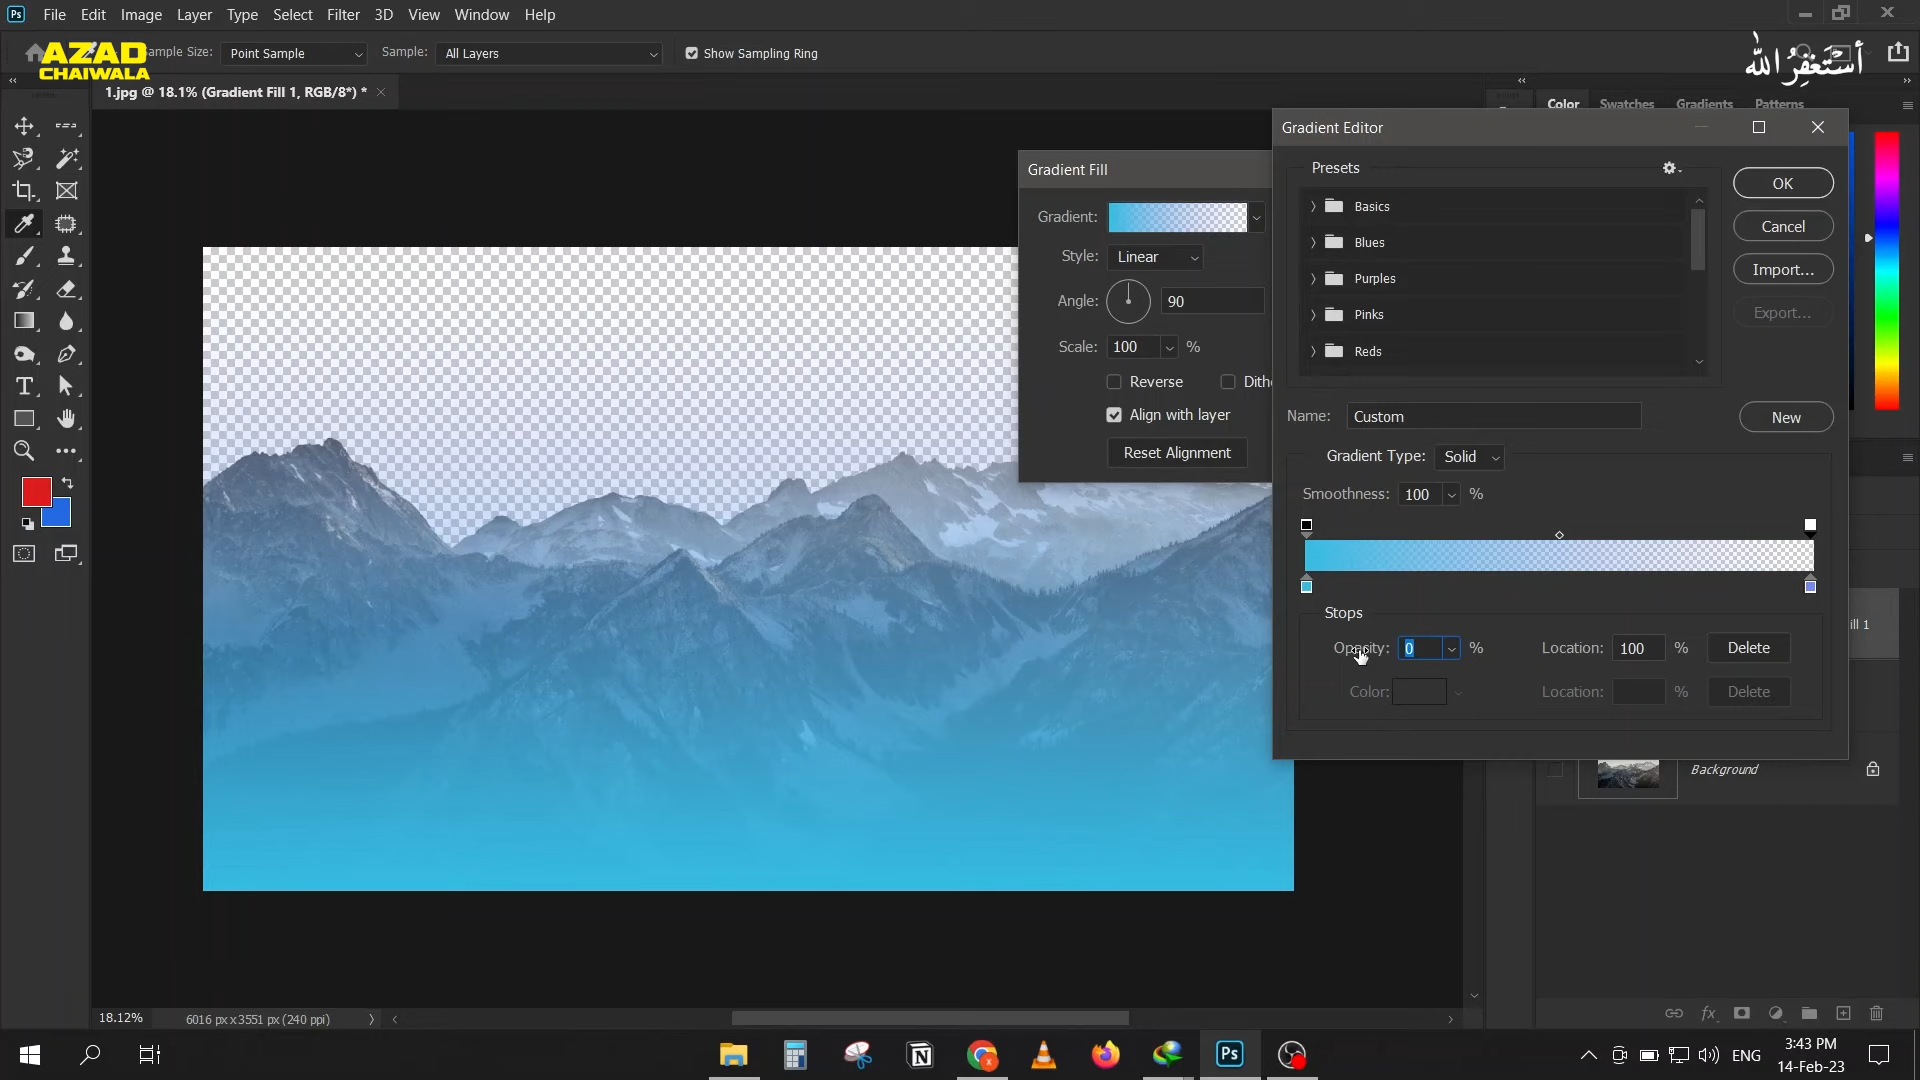 File Edit Image Layer Type Select Filter 3D View Window Help
AZAD
CHAIWALA
ample Size: Point Sample Sample: All Layers Show Sampling Ring
أَسْتَغْفِرُ الله
1.jpg @ 18.1% (Gradient Fill 1, RGB/8*) *
Color Swatches Gradients Patterns
Gradient Editor
Gradient Fill
Presets
Basics
Blues
Purples
Pinks
Reds
OK
Cancel
Import...
Export...
Gradient:
Style: Linear
Angle: 90
Scale: 100 %
Reverse Dithe
Align with layer
Reset Alignment
Name: Custom New
Gradient Type: Solid
Smoothness: 100 %
Stops
Opacity: 0 % Location: 100 % Delete
Color: Location: % Delete
ill 1
Background
fx
T
18.12% 6016 px x 3551 px (240 ppi)
N
Ps
ENG
3:43 PM
14-Feb-23